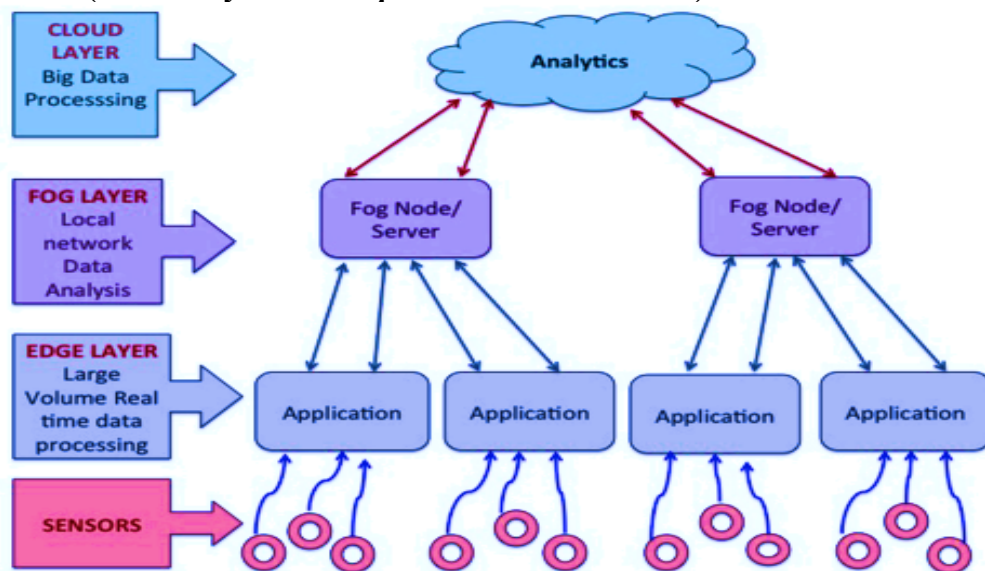 CLOUD
LAYER
Big Data
Processsing
Analytics
FOG LAYER
Local
network
Data
Analysis
Fog Node/
Server
Fog Node/
Server
EDGE LAYER
Large
Volume Real
time data
processing
Application
Application
Application
Application
SENSORS